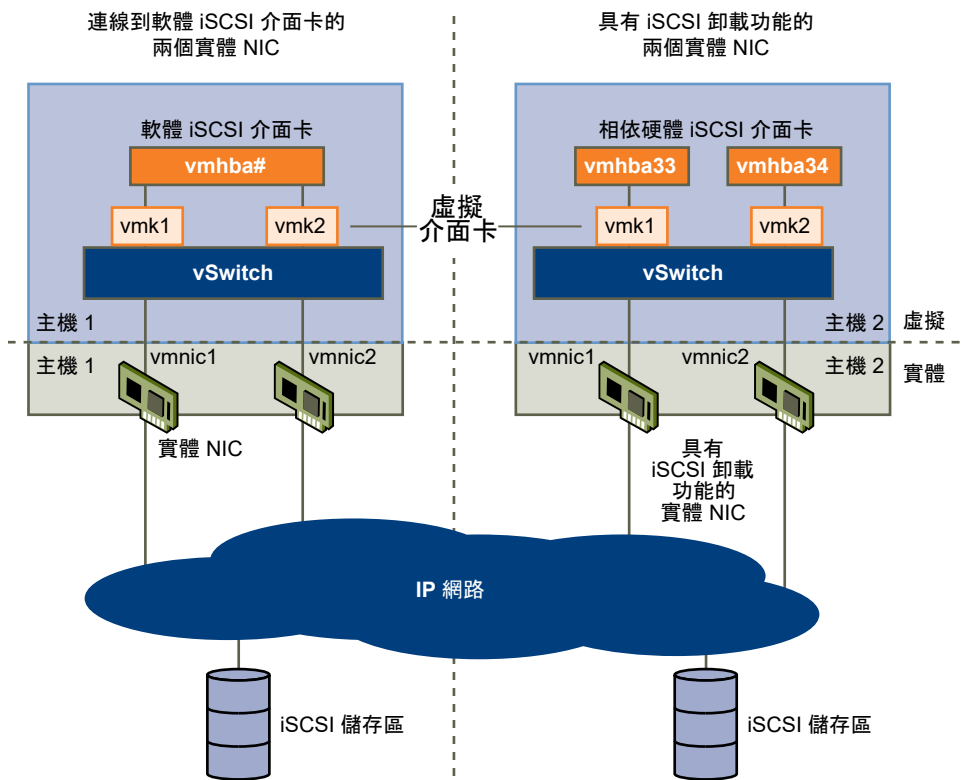 連線到軟體 iSCSI 介面卡的
兩個實體 NIC
具有 iSCSI 卸載功能的
兩個實體 NIC
軟體 iSCSI 介面卡
vmhba#
vmk1
vmk2
vSwitch
主機 1
虛擬
介面卡
相依硬體 iSCSI 介面卡
vmhba33
vmhba34
vmk1
vmk2
vSwitch
主機 2
虛擬
主機 1
vmnic1
vmnic2
vmnic1
vmnic2
主機 2
實體
實體 NIC
具有
iSCSI 卸載
功能的
實體 NIC
IP 網路
iSCSI 儲存區
iSCSI 儲存區